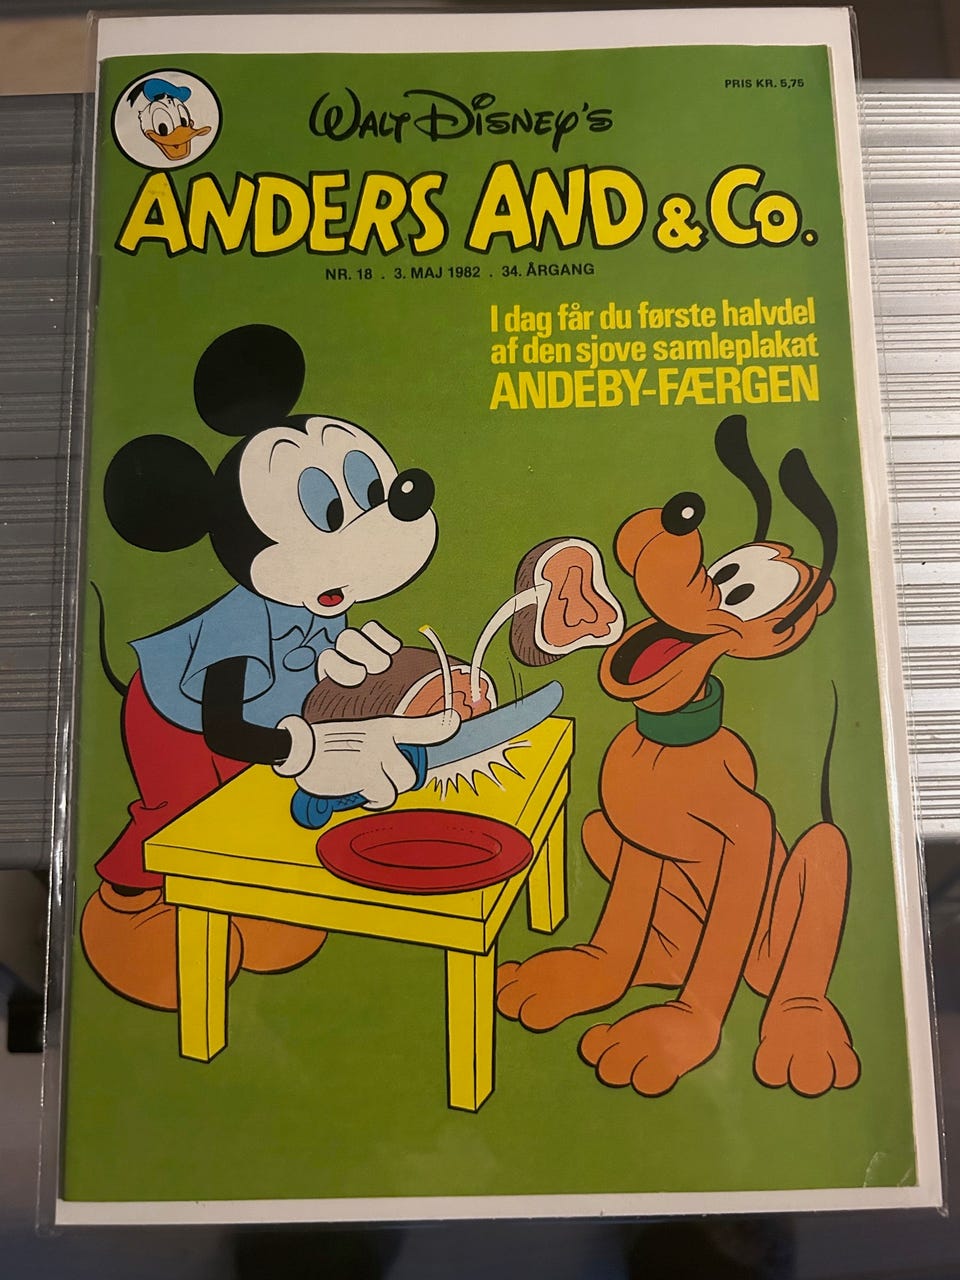 PRIS KR. 5,75
WALT DISNEY'S
ANDERS AND & CO.
NR. 18 . 3. MAJ 1982 . 34. ÅRGANG
I dag får du første halvdel
af den sjove samleplakat
ANDEBY-FÆRGEN